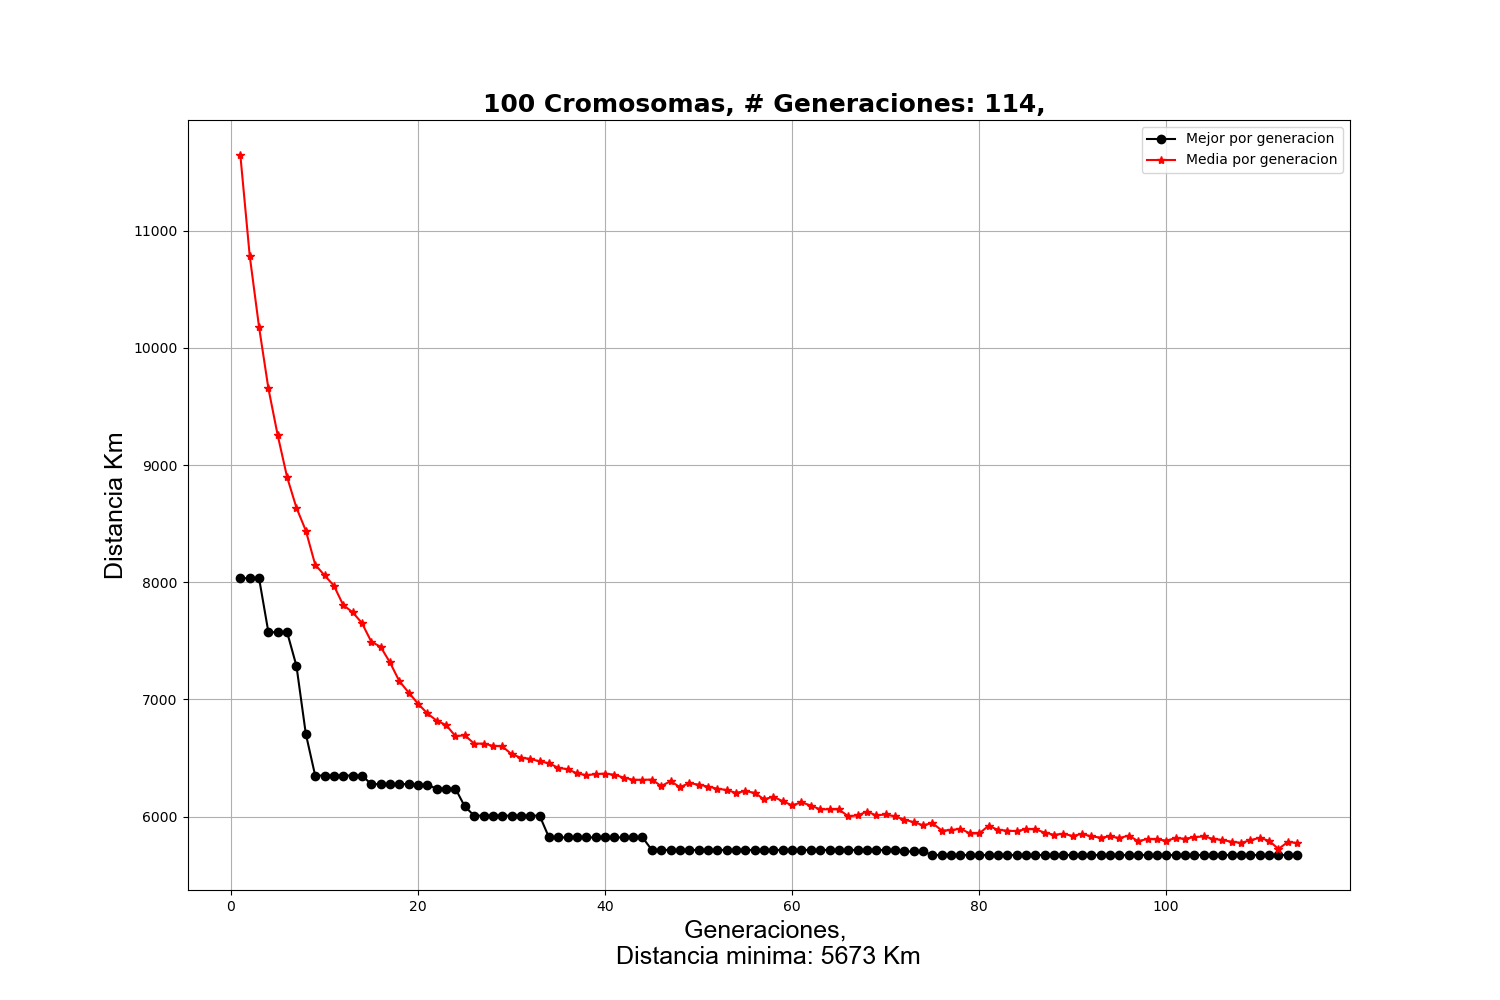 100 Cromosomas, # Generaciones: 114,
Mejor por generacion
Media por generacion
11000
10000
9000
8000
7000
6000
Distancia Km
0 20 40 60 80 100
Generaciones,
Distancia minima: 5673 Km